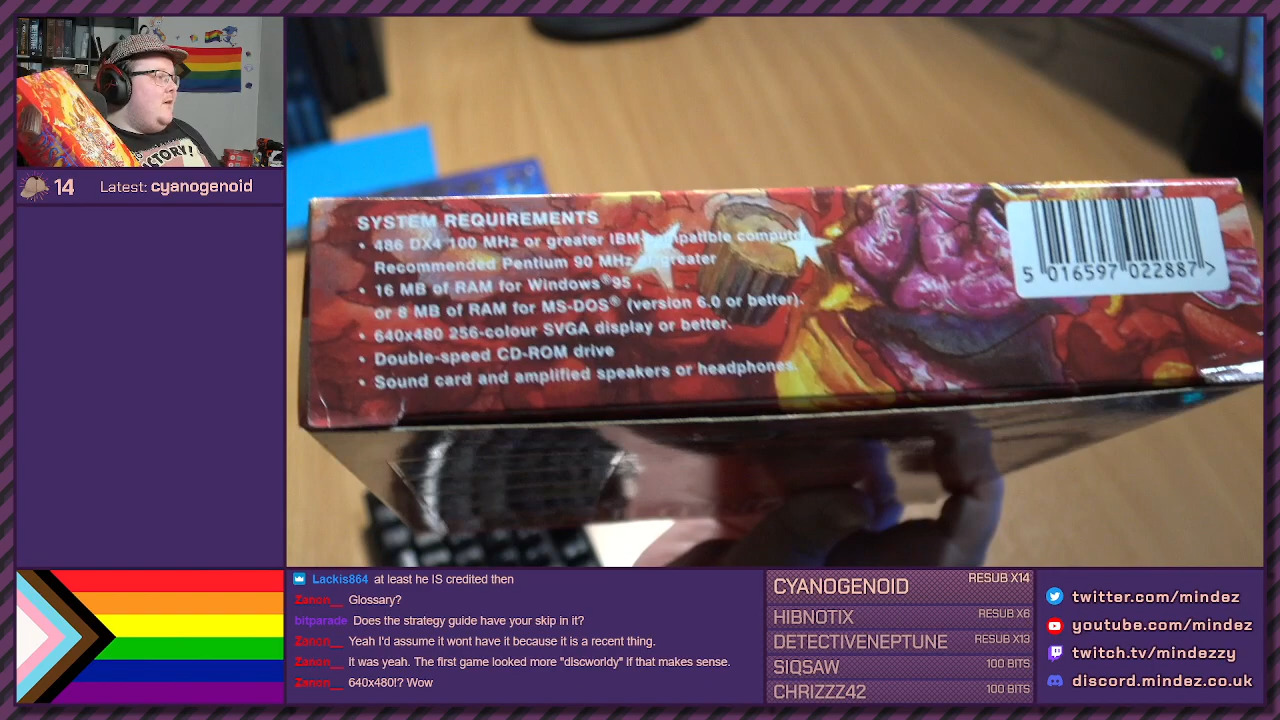 14 Latest: cyanogenoid
SYSTEM REQUIREMENTS
• 486 DX4 100 MHz or greater IBM-compatible computer.
Recommended Pentium 90 MHz or greater
• 16 MB of RAM for Windows®95
or 8 MB of RAM for MS-DOS® (version 6.0 or better).
• 640x480 256-colour SVGA display or better.
• Double-speed CD-ROM drive
• Sound card and amplified speakers or headphones.
5 016597 022887 >
Lackis864 at least he IS credited then
Zanon__ Glossary?
bitparade Does the strategy guide have your skip in it?
Zanon__ Yeah I'd assume it wont have it because it is a recent thing.
Zanon__ It was yeah. The first game looked more "discworldy" if that makes sense.
Zanon__ 640x480!? Wow
CYANOGENOID RESUB X14
HIBNOTIX RESUB X6
DETECTIVENEPTUNE RESUB X13
SIQSAW 100 BITS
CHRIZZZ42 100 BITS
twitter.com/mindez
youtube.com/mindez
twitch.tv/mindezzy
discord.mindez.co.uk